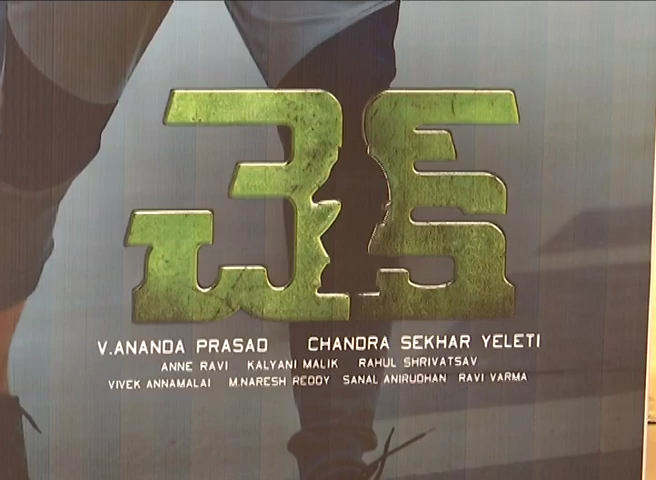 చెక్
V.ANANDA PRASAD CHANDRA SEKHAR YELETI
ANNE RAVI KALYANI MALIK RAHUL SHRIVATSAV
VIVEK ANNAMALAI M.NARESH REDDY SANAL ANIRUDHAN RAVI VARMA